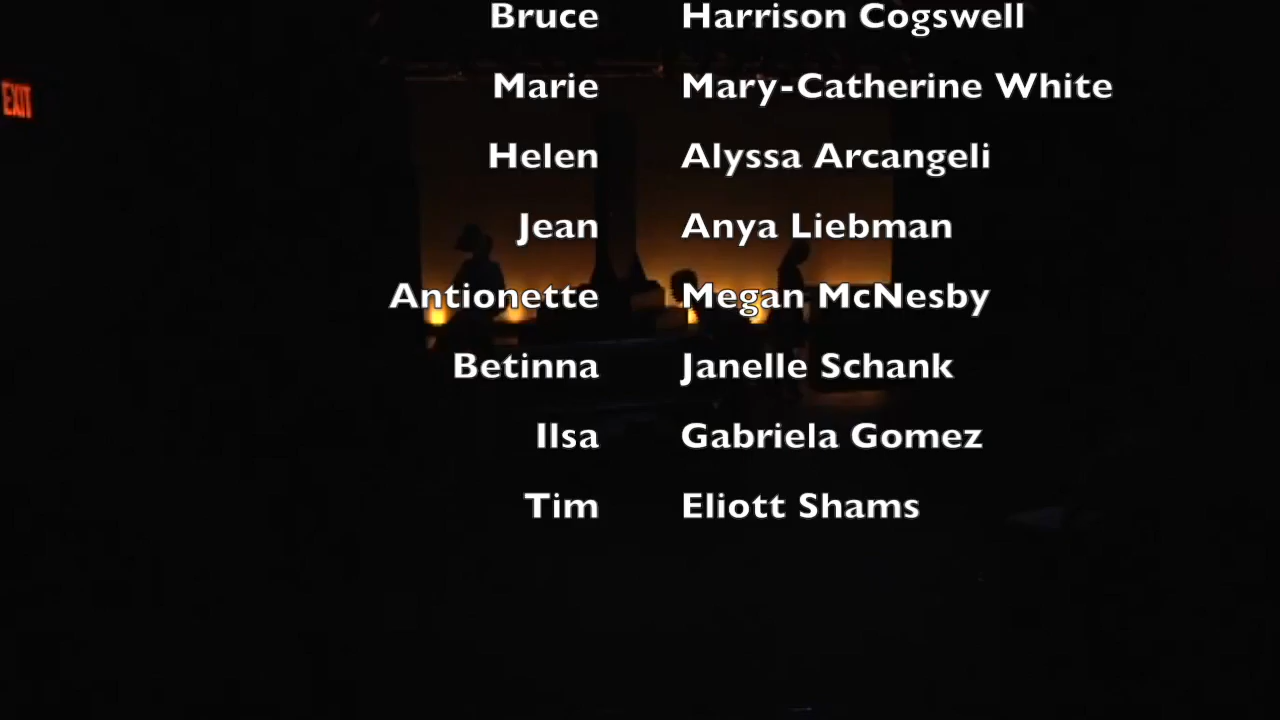 Bruce Harrison Cogswell
EXIT
Marie Mary-Catherine White
Helen Alyssa Arcangeli
Jean Anya Liebman
Antionette Megan McNesby
Betinna Janelle Schank
Ilsa Gabriela Gomez
Tim Eliott Shams